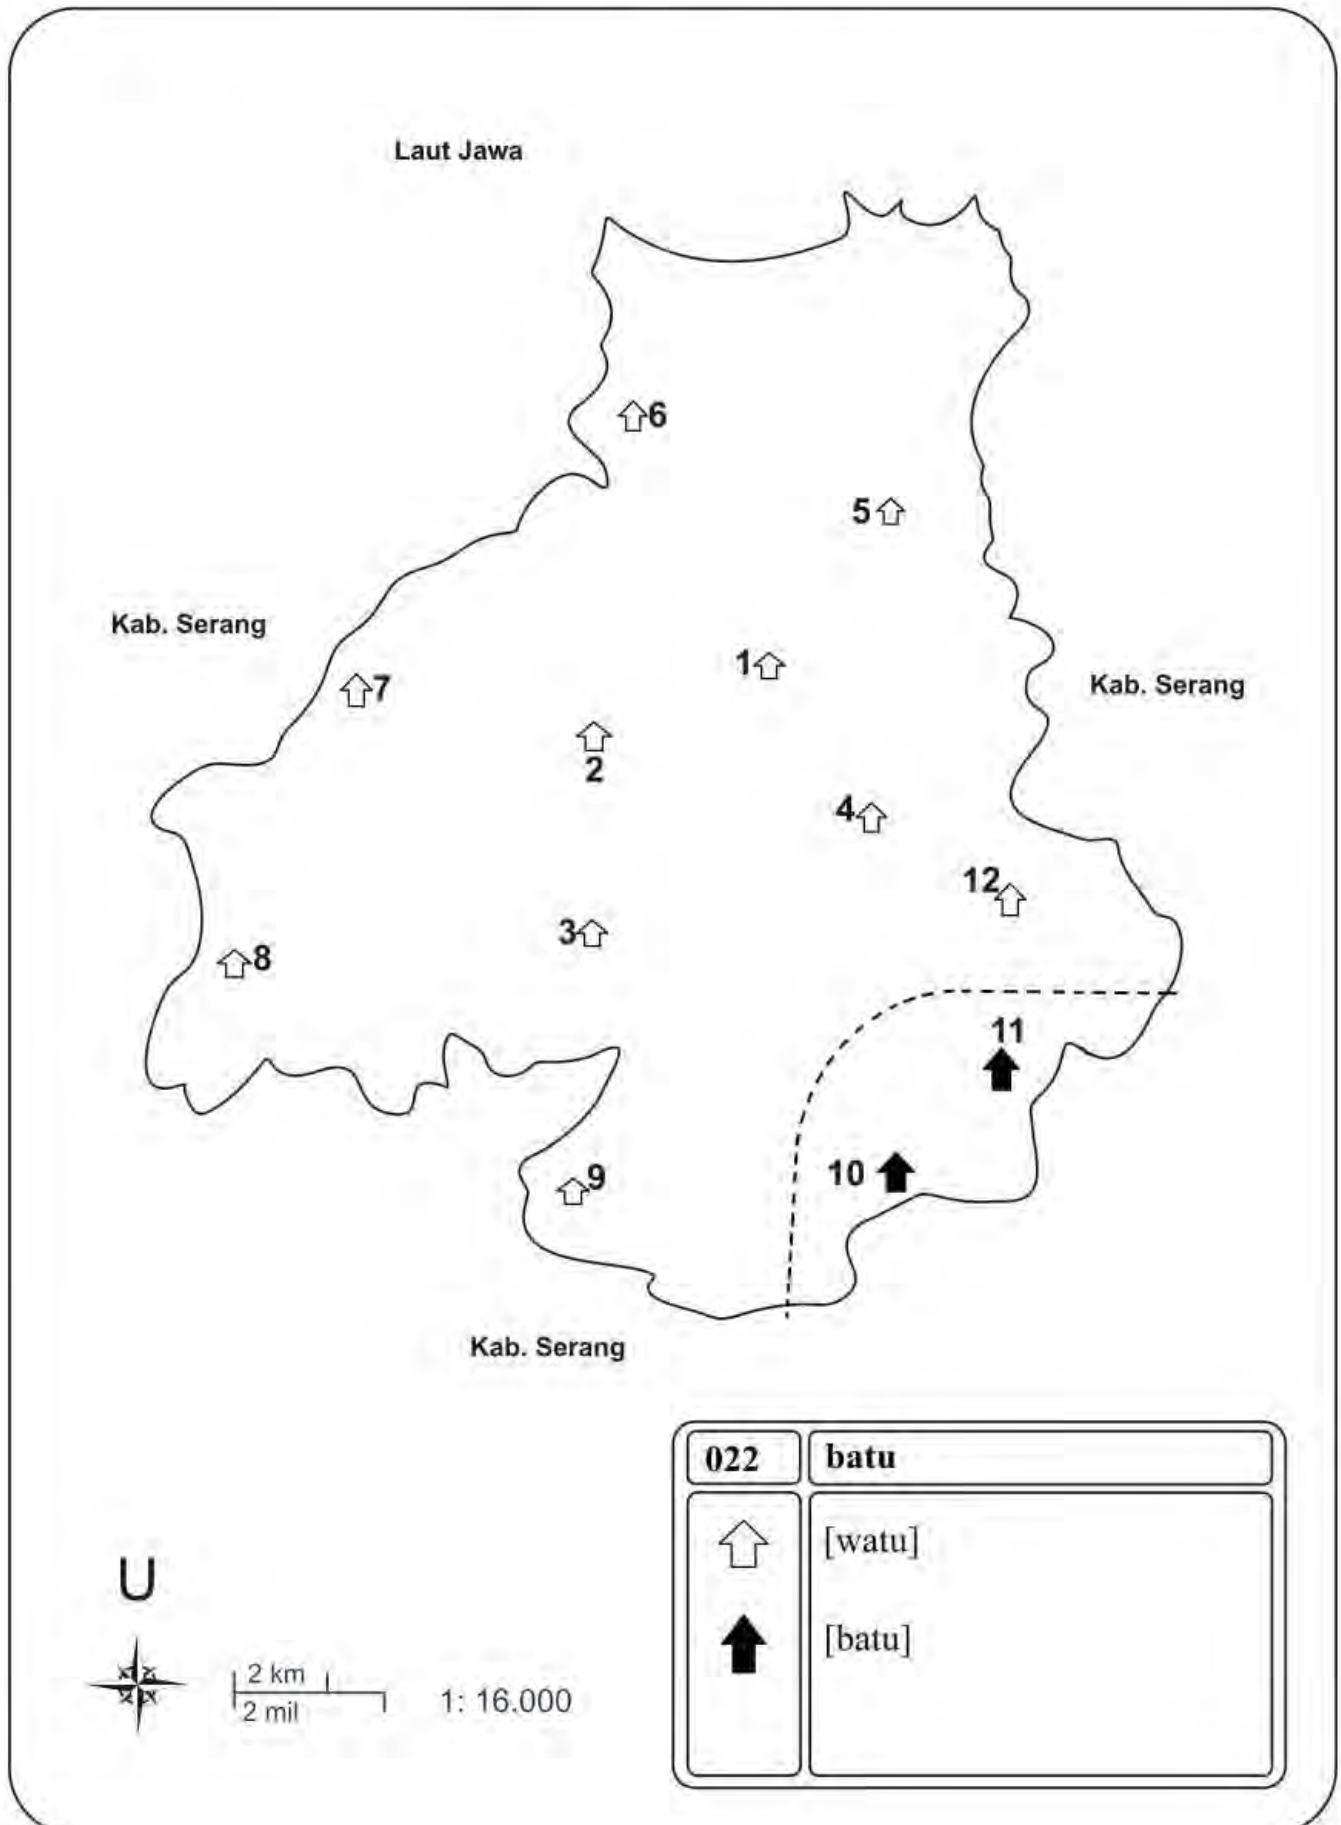 Laut Jawa
6
5
Kab. Serang
1
Kab. Serang
7
2
4
12
3
8
11
10
9
Kab. Serang
022 batu
[watu]
[batu]
U
2 km
2 mil
1: 16.000